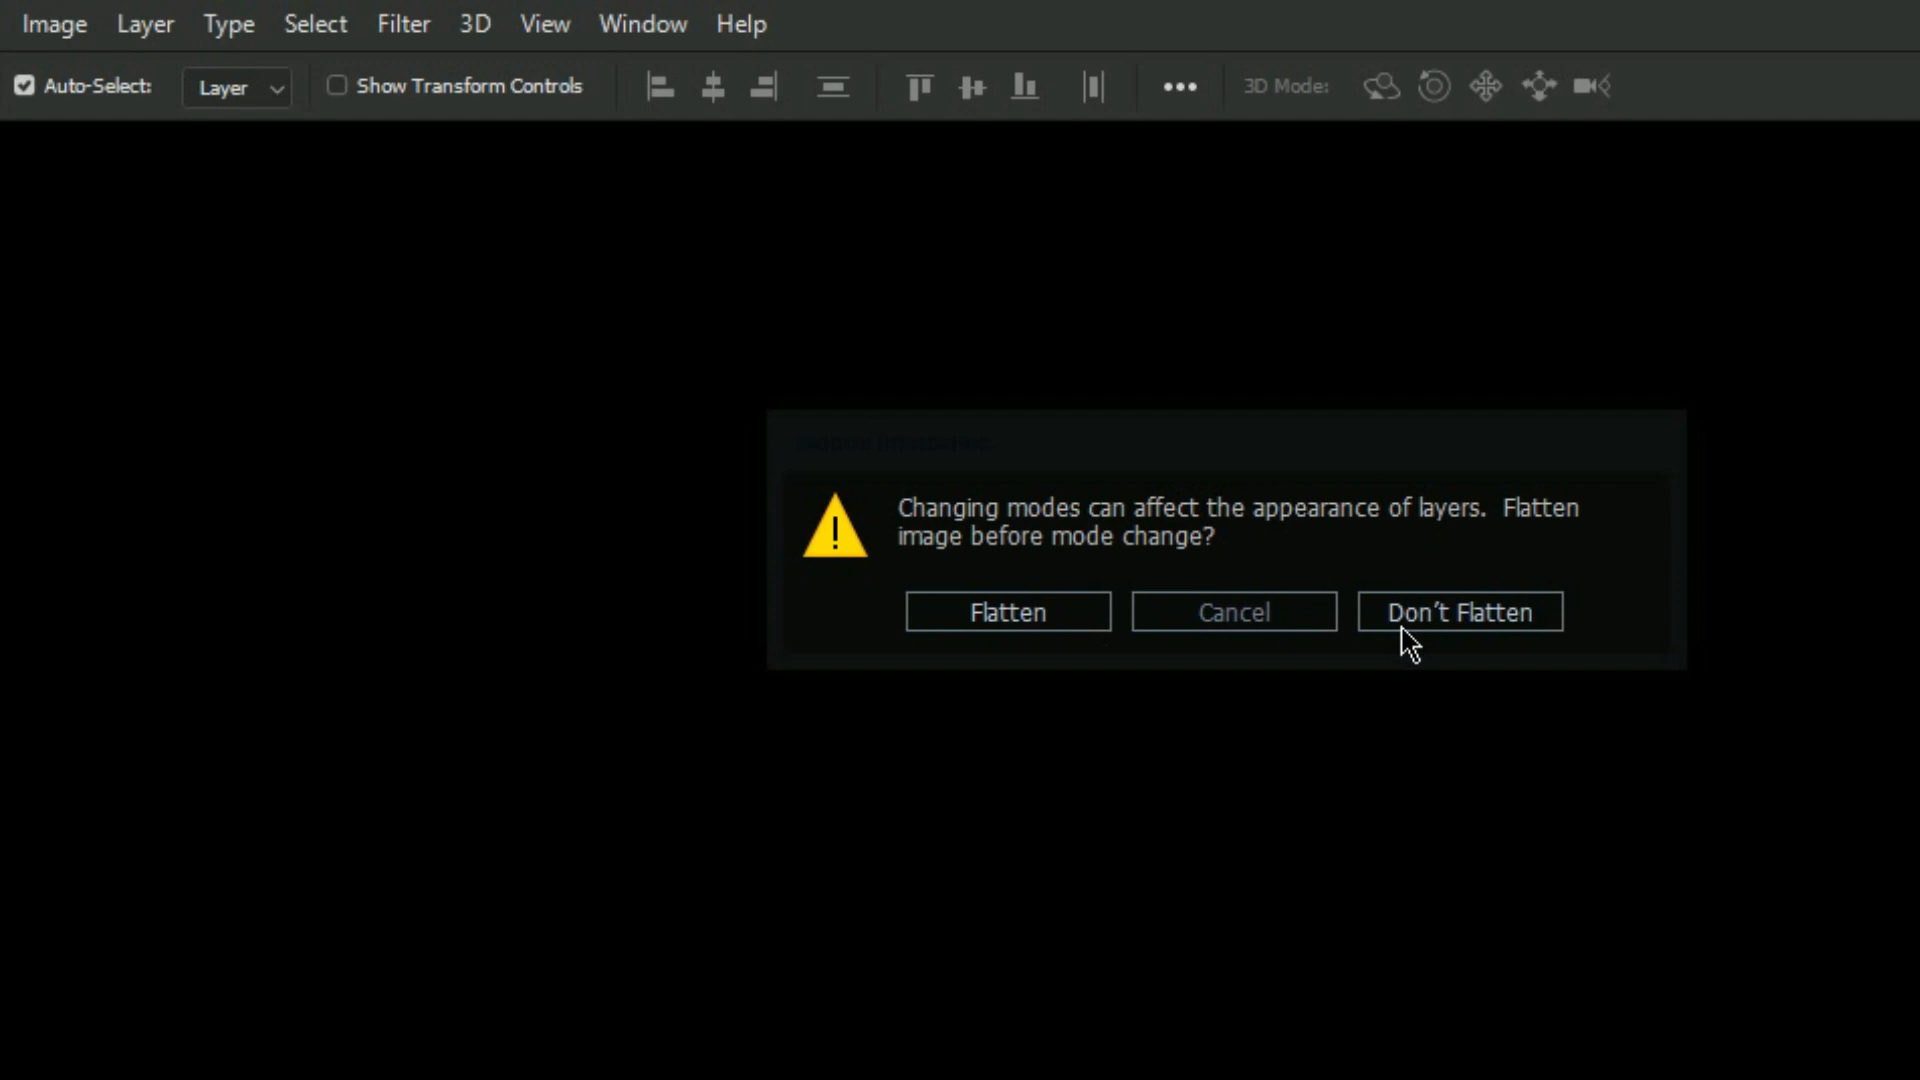 Image Layer Type Select Filter 3D View Window Help
Auto-Select: Layer Show Transform Controls 3D Mode:
Changing modes can affect the appearance of layers. Flatten
image before mode change?
Flatten Cancel Don't Flatten